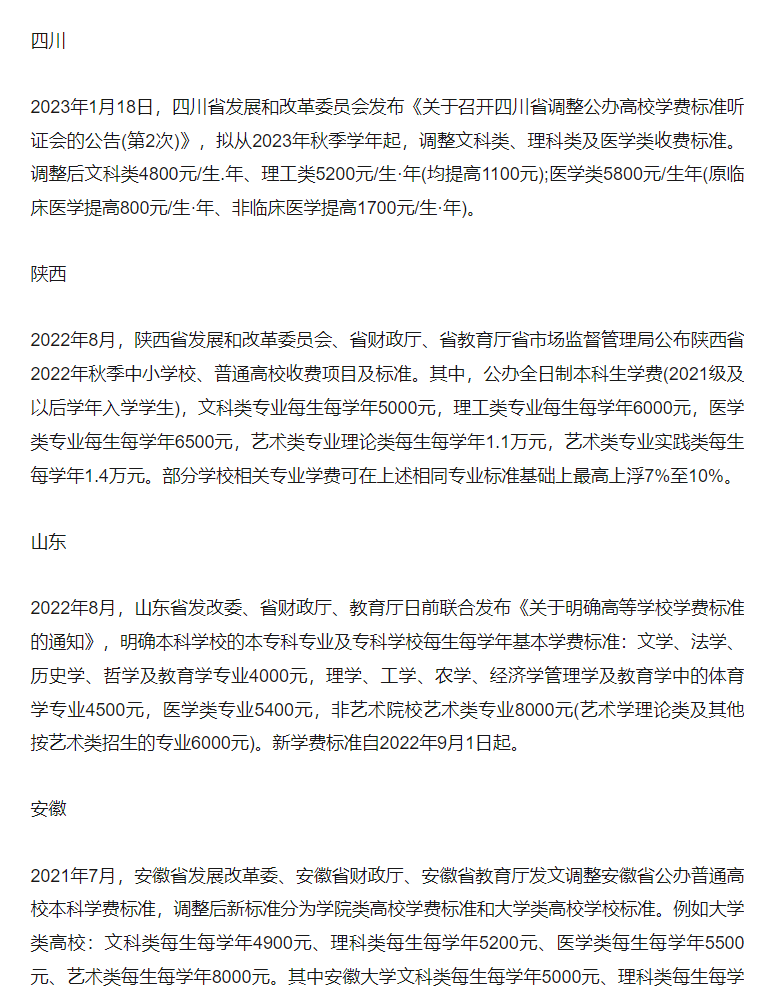 四川
2023年1月18日，四川省发展和改革委员会发布《关于召开四川省调整公办高校学费标准听
证会的公告(第2次)》，拟从2023年秋季学年起，调整文科类、理科类及医学类收费标准。
调整后文科类4800元/生.年、理工类5200元/生·年(均提高1100元);医学类5800元/生年(原临
床医学提高800元/生·年、非临床医学提高1700元/生·年)。
陕西
2022年8月，陕西省发展和改革委员会、省财政厅、省教育厅省市场监督管理局公布陕西省
2022年秋季中小学校、普通高校收费项目及标准。其中，公办全日制本科生学费(2021级及
以后学年入学学生)，文科类专业每生每学年5000元，理工类专业每生每学年6000元，医学
类专业每生每学年6500元，艺术类专业理论类每生每学年1.1万元，艺术类专业实践类每生
每学年1.4万元。部分学校相关专业学费可在上述相同专业标准基础上最高上浮7%至10%。
山东
2022年8月，山东省发改委、省财政厅、教育厅日前联合发布《关于明确高等学校学费标准
的通知》，明确本科学校的本专科专业及专科学校每生每学年基本学费标准：文学、法学、
历史学、哲学及教育学专业4000元，理学、工学、农学、经济学管理学及教育学中的体育
学专业4500元，医学类专业5400元，非艺术院校艺术类专业8000元(艺术学理论类及其他
按艺术类招生的专业6000元)。新学费标准自2022年9月1日起。
安徽
2021年7月，安徽省发展改革委、安徽省财政厅、安徽省教育厅发文调整安徽省公办普通高
校本科学费标准，调整后新标准分为学院类高校学费标准和大学类高校学校标准。例如大学
类高校：文科类每生每学年4900元、理科类每生每学年5200元、医学类每生每学年5500
元、艺术类每生每学年8000元。其中安徽大学文科类每生每学年5000元、理科类每生每学